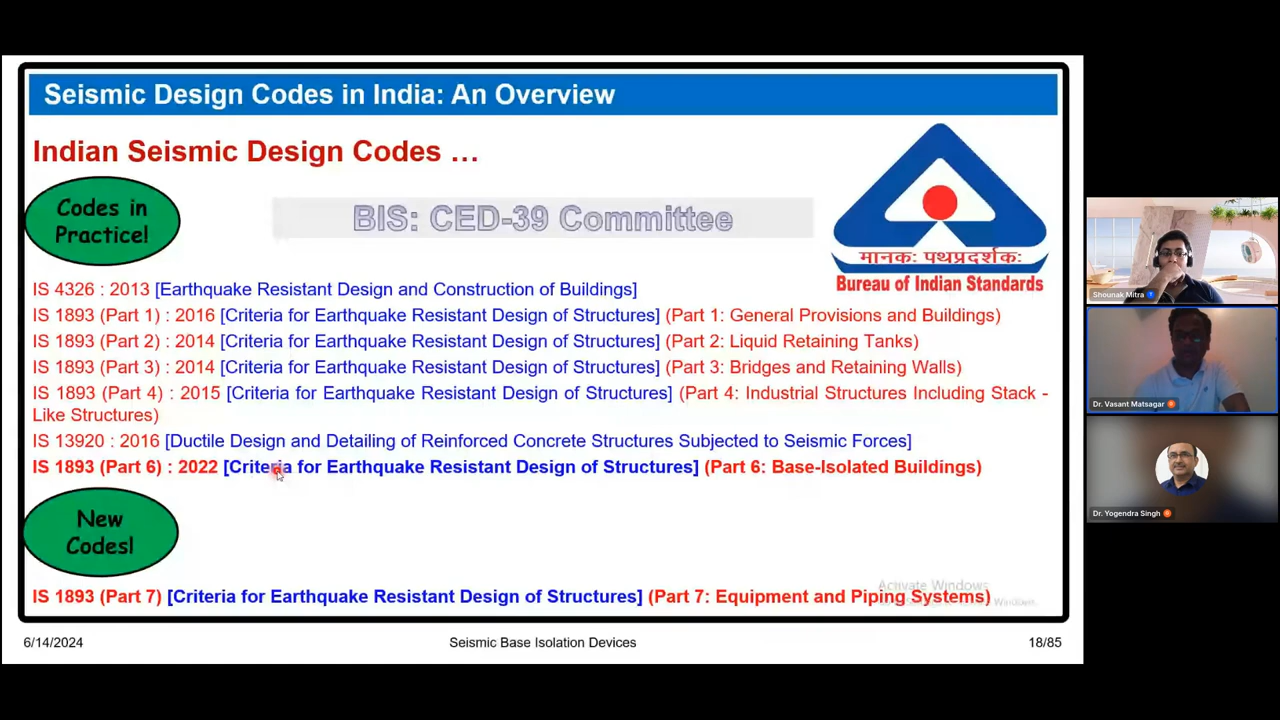 Seismic Design Codes in India: An Overview
Indian Seismic Design Codes …
Codes in
Practice!
BIS: CED-39 Committee
मानकः पथप्रदर्शकः
Bureau of Indian Standards
IS 4326 : 2013 [Earthquake Resistant Design and Construction of Buildings]
IS 1893 (Part 1) : 2016 [Criteria for Earthquake Resistant Design of Structures] (Part 1: General Provisions and Buildings)
IS 1893 (Part 2) : 2014 [Criteria for Earthquake Resistant Design of Structures] (Part 2: Liquid Retaining Tanks)
IS 1893 (Part 3) : 2014 [Criteria for Earthquake Resistant Design of Structures] (Part 3: Bridges and Retaining Walls)
IS 1893 (Part 4) : 2015 [Criteria for Earthquake Resistant Design of Structures] (Part 4: Industrial Structures Including Stack -
Like Structures)
IS 13920 : 2016 [Ductile Design and Detailing of Reinforced Concrete Structures Subjected to Seismic Forces]
IS 1893 (Part 6) : 2022 [Criteria for Earthquake Resistant Design of Structures] (Part 6: Base-Isolated Buildings)
New
Codes!
Activate Windows
IS 1893 (Part 7) [Criteria for Earthquake Resistant Design of Structures] (Part 7: Equipment and Piping Systems)
6/14/2024
Seismic Base Isolation Devices
18/85
Shounak Mitra
Dr. Vasant Matsagar
Dr. Yogendra Singh